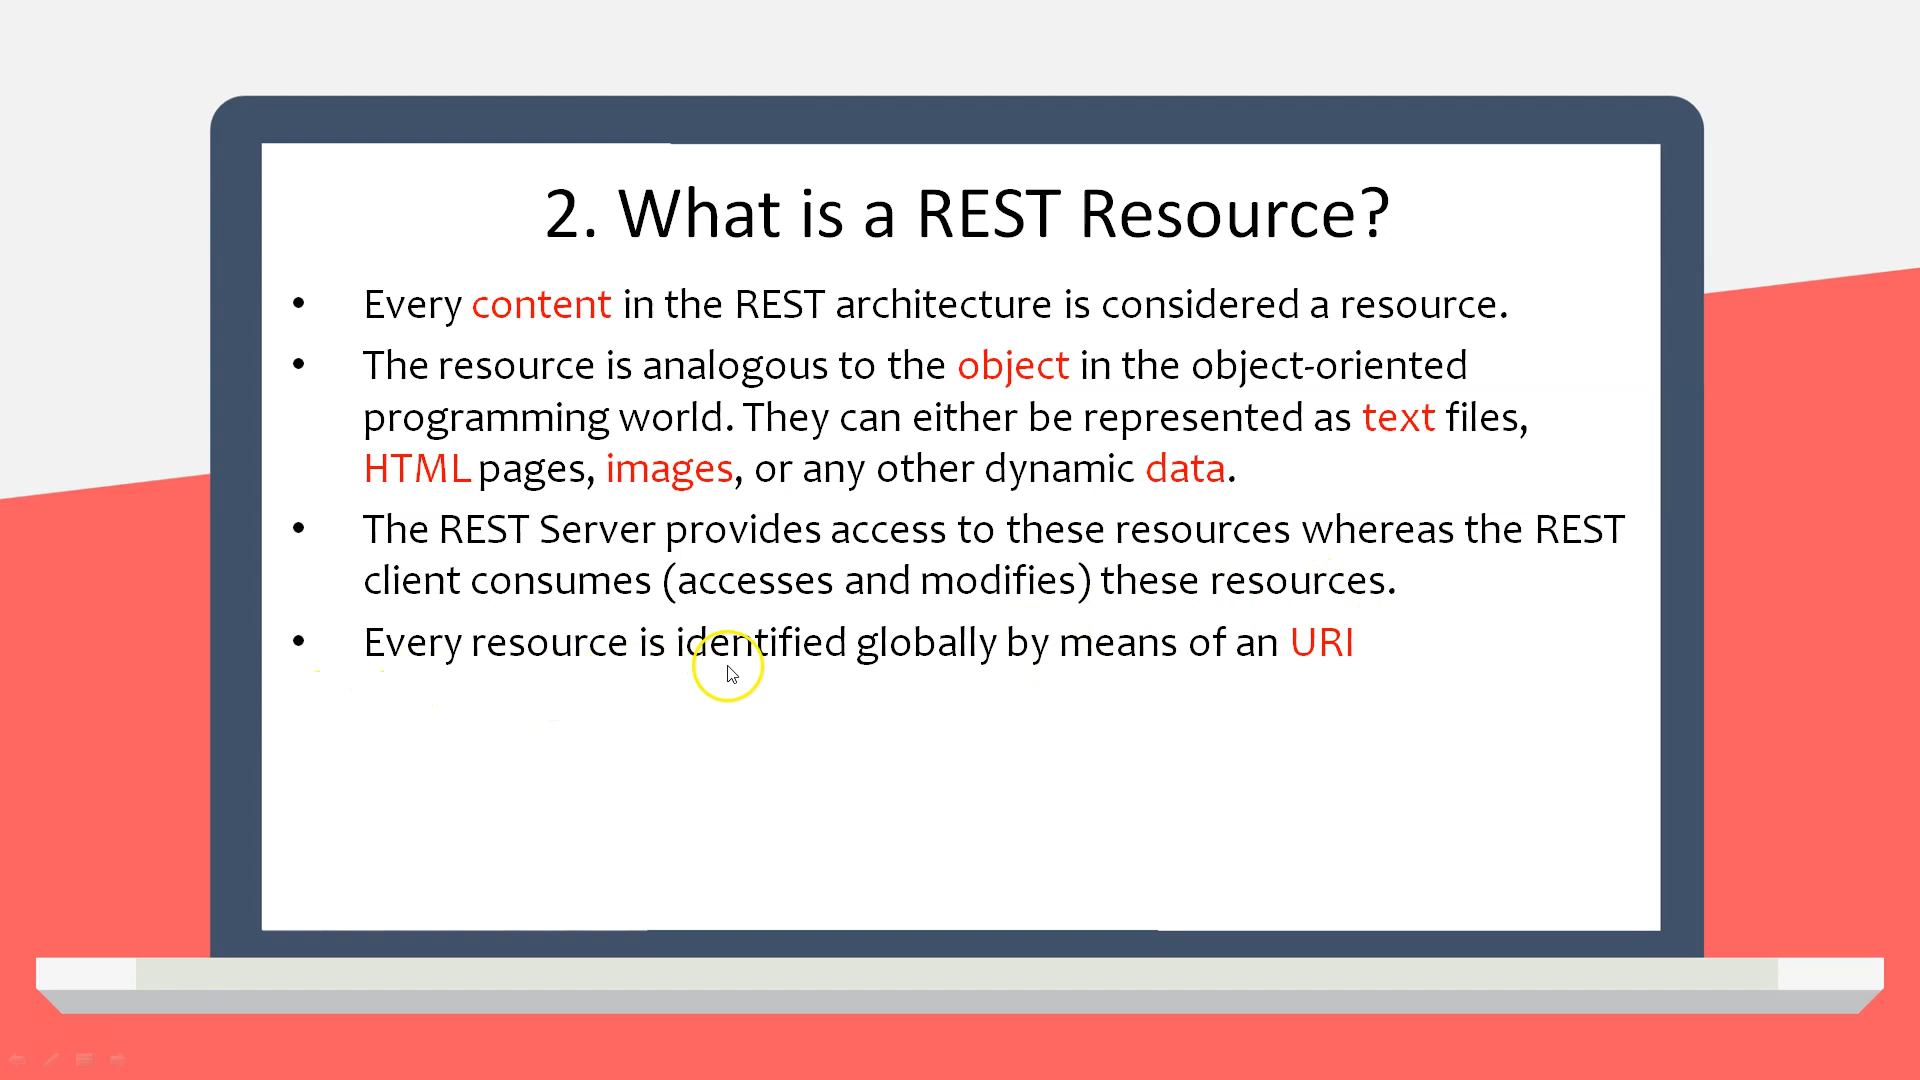 2. What is a REST Resource?
• Every content in the REST architecture is considered a resource.
• The resource is analogous to the object in the object-oriented
programming world. They can either be represented as text files,
HTML pages, images, or any other dynamic data.
• The REST Server provides access to these resources whereas the REST
client consumes (accesses and modifies) these resources.
• Every resource is identified globally by means of an URI